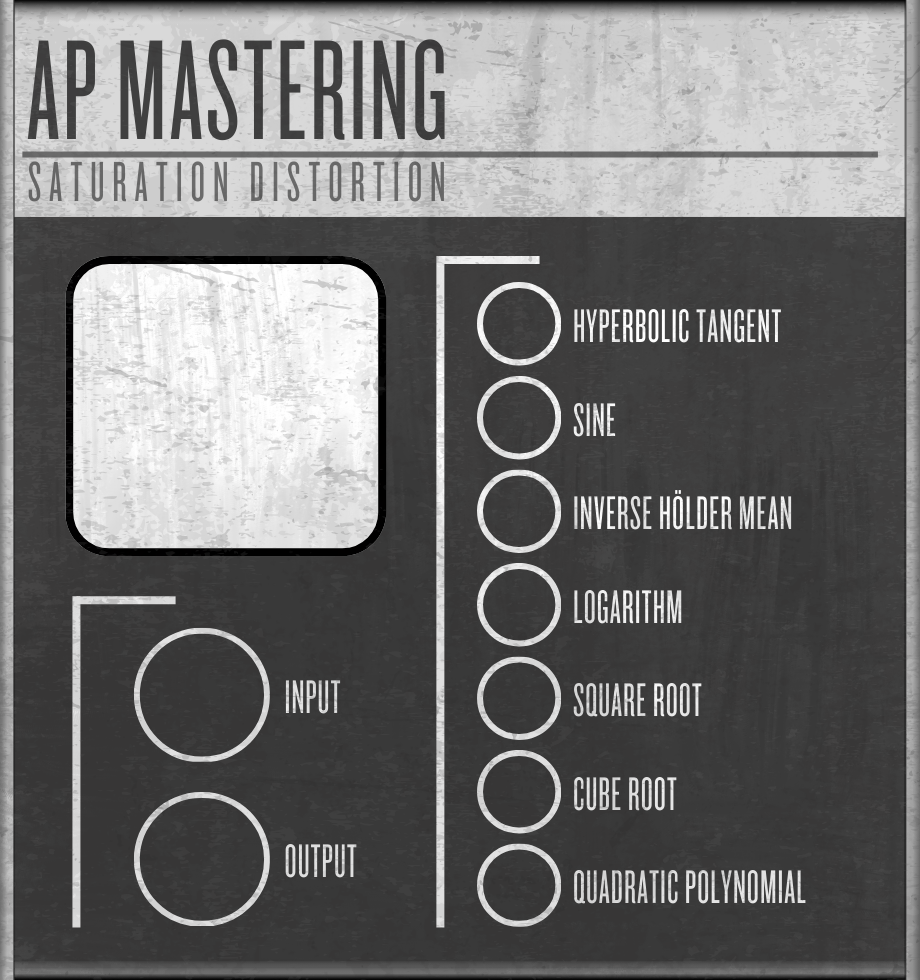 AP MASTERING
SATURATION DISTORTION
HYPERBOLIC TANGENT
SINE
INVERSE HÖLDER MEAN
LOGARITHM
SQUARE ROOT
CUBE ROOT
QUADRATIC POLYNOMIAL
INPUT
OUTPUT